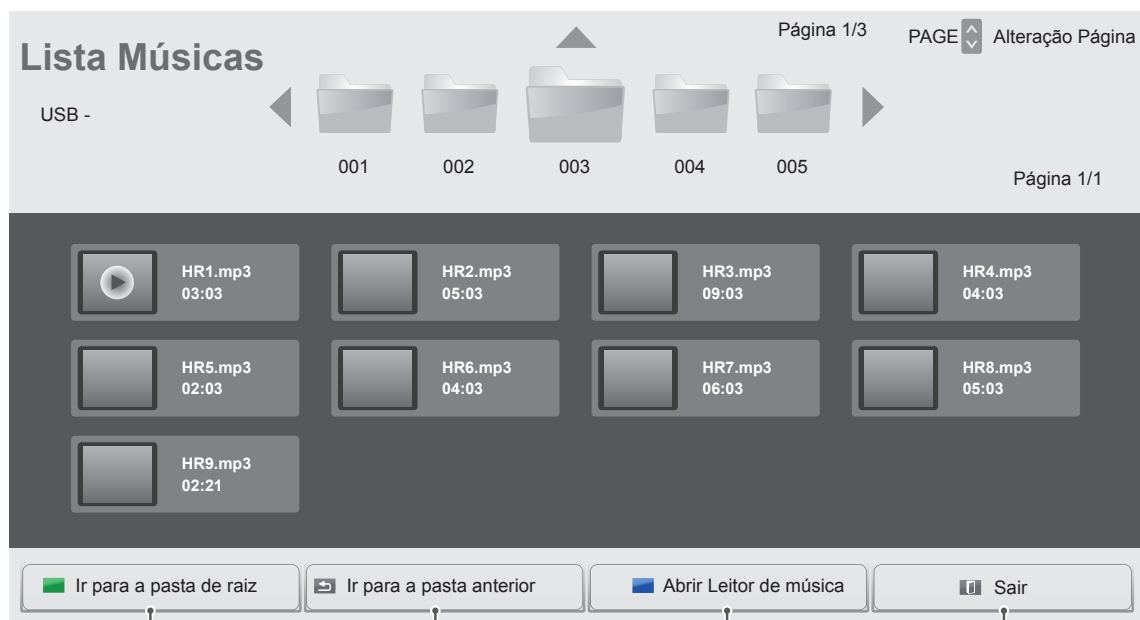 Lista Músicas
Página 1/3
PAGE Alteração Página
USB -
001 002 003 004 005
Página 1/1
HR1.mp3
03:03
HR2.mp3
05:03
HR3.mp3
09:03
HR4.mp3
04:03
HR5.mp3
02:03
HR6.mp3
04:03
HR7.mp3
06:03
HR8.mp3
05:03
HR9.mp3
02:21
Ir para a pasta de raiz
Ir para a pasta anterior
Abrir Leitor de música
Sair